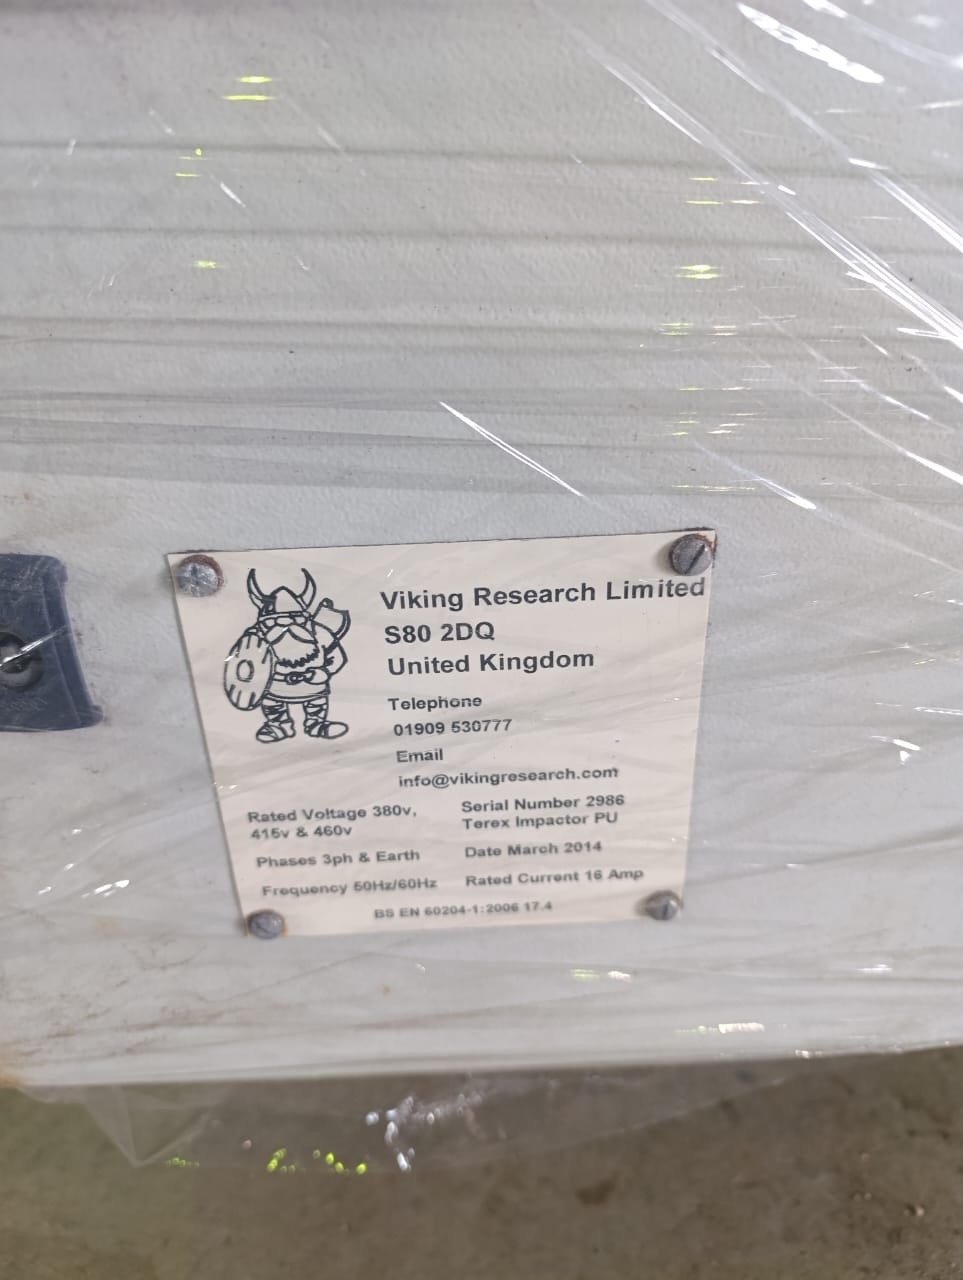 Viking Research Limited
S80 2DQ
United Kingdom
Telephone
01909 530777
Email
info@vikingresearch.com
Rated Voltage 380v,
415v & 460v
Phases 3ph & Earth
Frequency 50Hz/60Hz
Serial Number 2986
Terex Impactor PU
Date March 2014
Rated Current 16 Amp
BS EN 60204-1:2006 17.4